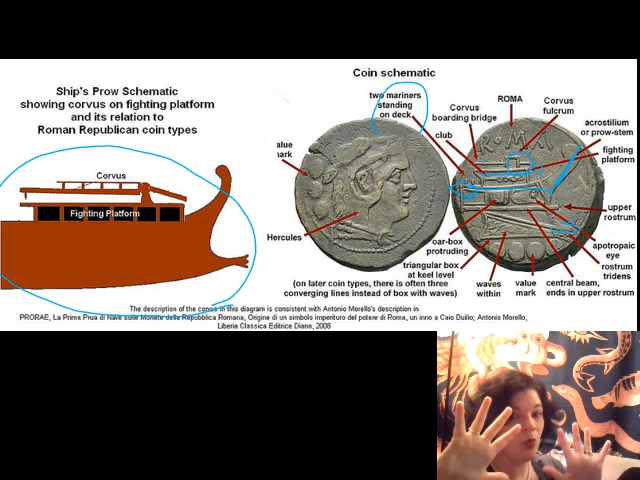 Ship's Prow Schematic
showing corvus on fighting platform
and its relation to
Roman Republican coin types
Corvus
Fighting Platform
Coin schematic
two mariners
standing
on deck
club
Corvus
boarding bridge
ROMA
Corvus
fulcrum
acrostilium
or prow-stem
fighting
platform
alue
ark
Hercules
upper
rostrum
oar-box
protruding
triangular box
at keel level
(on later coin types, there is often three
converging lines instead of box with waves)
waves
within
value
mark
central beam,
ends in upper rostrum
apotropaic
eye
rostrum
tridens
The description of the corvus in this diagram is consistent with Antonio Morello's description in
PRORAE, La Prima Prua di Nave sulle Monete della Repubblica Romana, Origine di un simbolo imperituro del potere di Roma, un inno a Caio Duilio; Antonio Morello,
Liberia Classica Editrice Diana, 2008